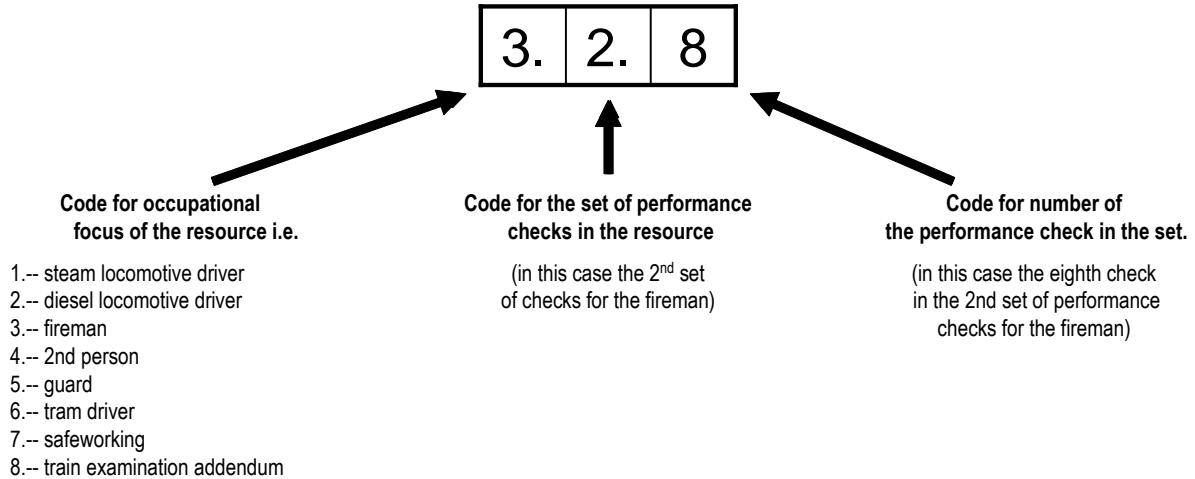 3. 2. 8
Code for occupational
focus of the resource i.e.
1.-- steam locomotive driver
2.-- diesel locomotive driver
3.-- fireman
4.-- 2nd person
5.-- guard
6.-- tram driver
7.-- safeworking
8.-- train examination addendum
Code for the set of performance
checks in the resource
(in this case the 2nd set
of checks for the fireman)
Code for number of
the performance check in the set.
(in this case the eighth check
in the 2nd set of performance
checks for the fireman)